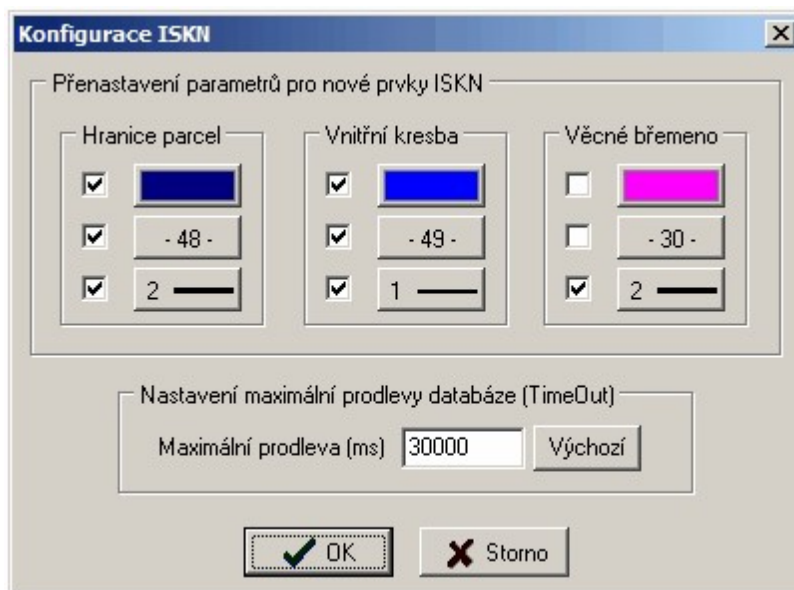 Konfigurace ISKN
Přenastavení parametrů pro nové prvky ISKN
Hranice parcel Vnitřní kresba Věcné břemeno
- 48 - - 49 - - 30 -
2 1 2
Nastavení maximální prodlevy databáze (TimeOut)
Maximální prodleva (ms) 30000 Výchozí
OK Storno